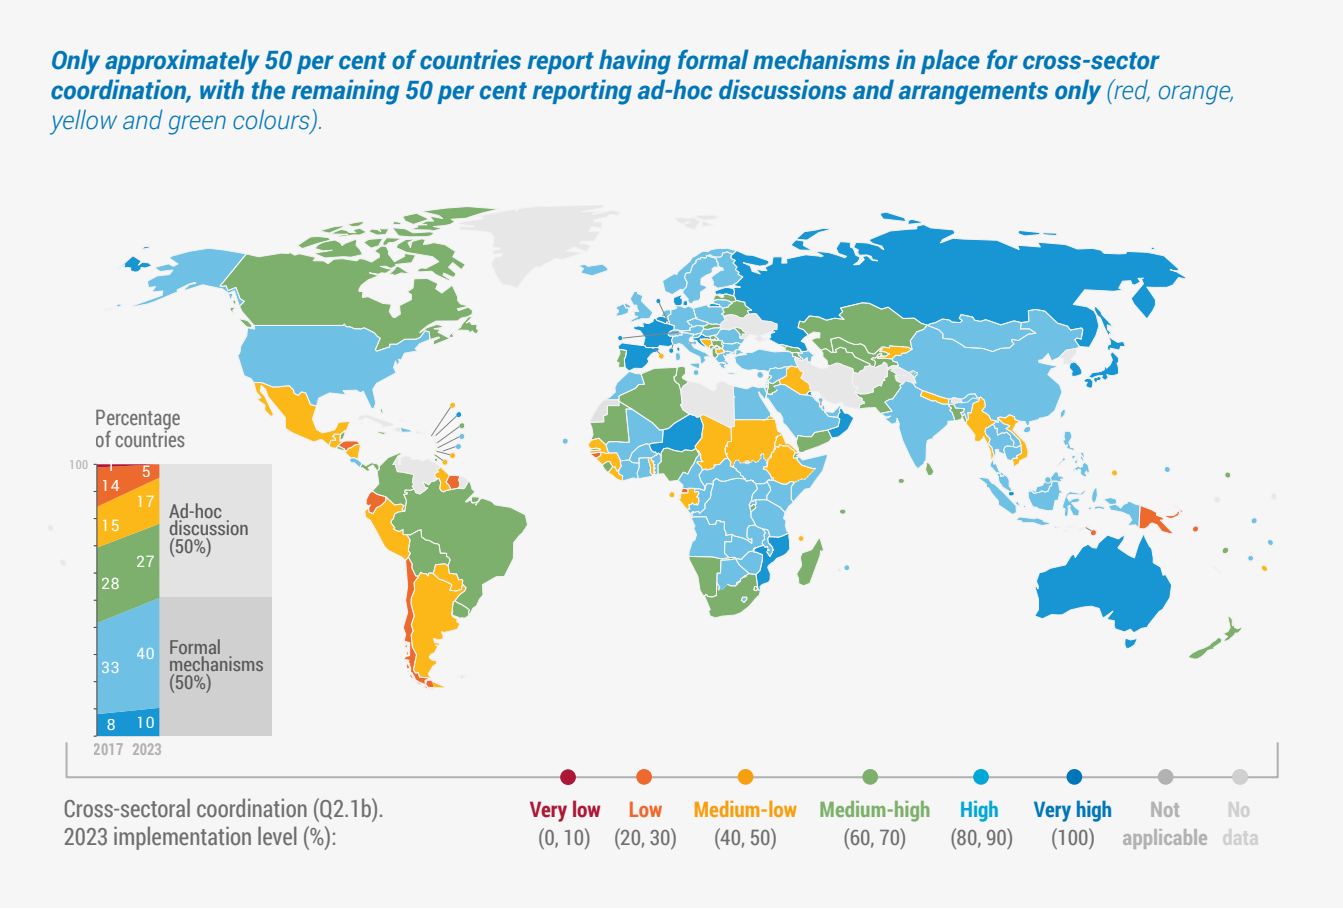 Only approximately 50 per cent of countries report having formal mechanisms in place for cross-sector
coordination, with the remaining 50 per cent reporting ad-hoc discussions and arrangements only (red, orange,
yellow and green colours).
Percentage
of countries
100
1
5
14
17
15
27
28
40
33
8
10
2017 2023
Ad-hoc
discussion
(50%)
Formal
mechanisms
(50%)
Cross-sectoral coordination (Q2.1b).
2023 implementation level (%):
Very low
(0, 10)
Low
(20, 30)
Medium-low
(40, 50)
Medium-high
(60, 70)
High
(80, 90)
Very high
(100)
Not
applicable
No
data